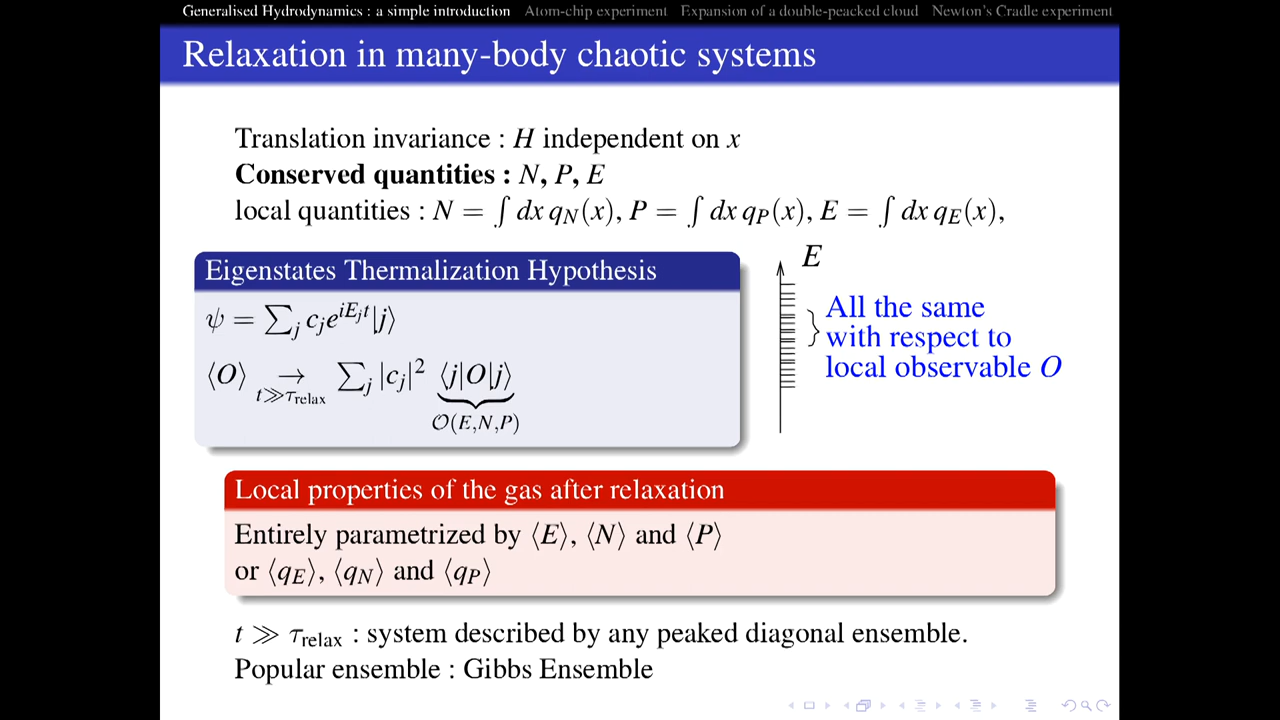 Generalised Hydrodynamics : a simple introduction Atom-chip experiment Expansion of a double-peacked cloud Newton's Cradle experiment
Relaxation in many-body chaotic systems
Translation invariance : H independent on x
Conserved quantities : N, P, E
local quantities : N = ∫ dx q_N(x), P = ∫ dx q_P(x), E = ∫ dx q_E(x),
Eigenstates Thermalization Hypothesis
ψ = ∑_j c_j e^{iE_j t}|j⟩
⟨O⟩ →_{t≫τ_relax} ∑_j |c_j|² ⟨j|O|j⟩
𝒪(E,N,P)
E
All the same
with respect to
local observable O
Local properties of the gas after relaxation
Entirely parametrized by ⟨E⟩, ⟨N⟩ and ⟨P⟩
or ⟨q_E⟩, ⟨q_N⟩ and ⟨q_P⟩
t ≫ τ_relax : system described by any peaked diagonal ensemble.
Popular ensemble : Gibbs Ensemble